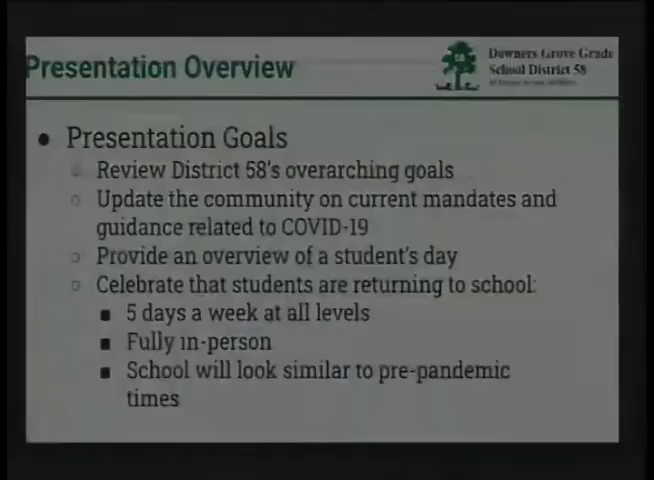 Presentation Overview
Downers Grove Grade
School District 58
● Presentation Goals
○ Review District 58's overarching goals
○ Update the community on current mandates and
guidance related to COVID-19
○ Provide an overview of a student's day
○ Celebrate that students are returning to school:
■ 5 days a week at all levels
■ Fully in-person
■ School will look similar to pre-pandemic
times